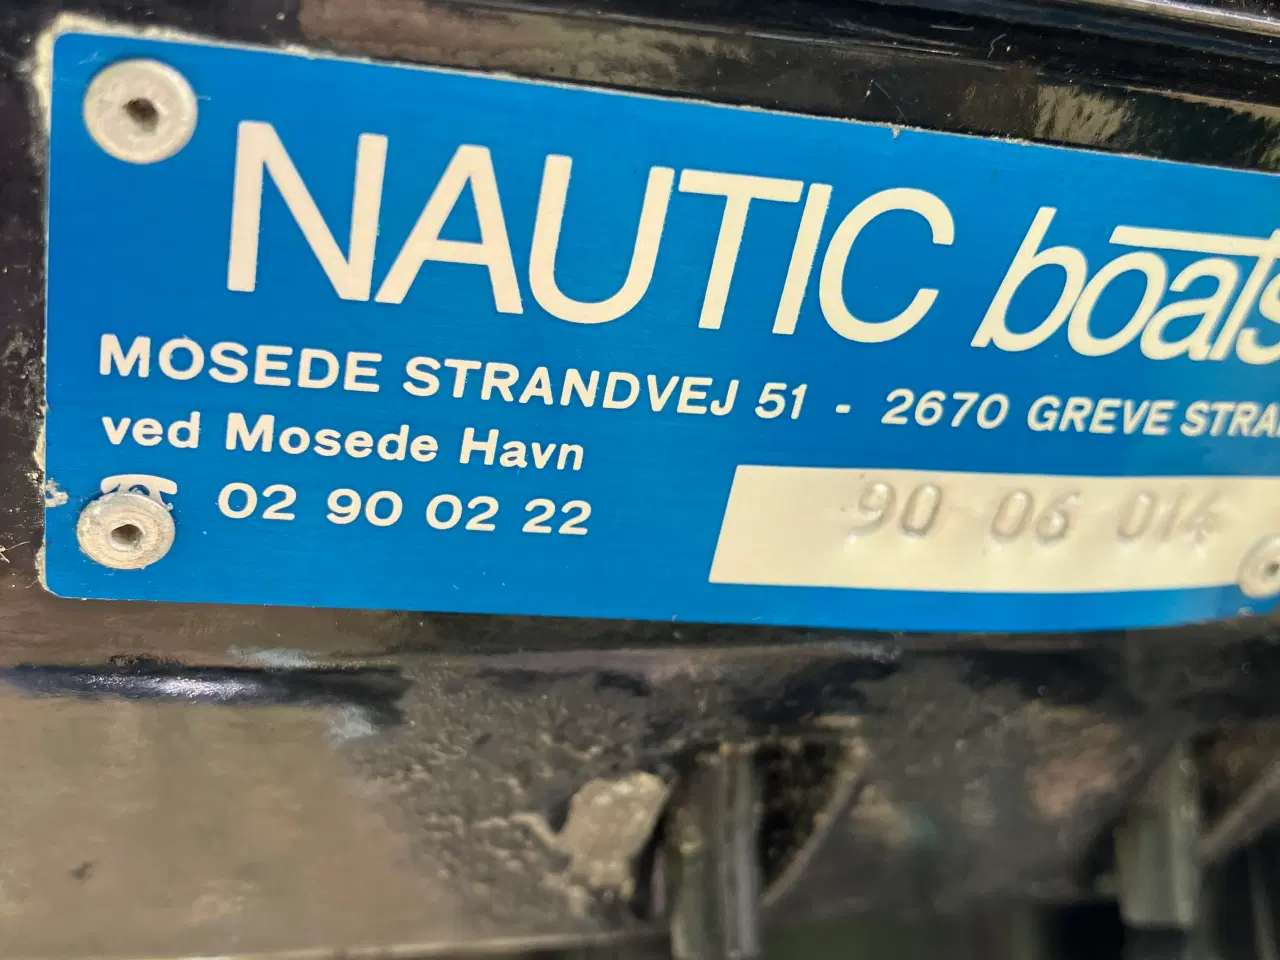 NAUTIC boats
MOSEDE STRANDVEJ 51 - 2670 GREVE
ved Mosede Havn
☎ 02 90 02 22
90 06 014